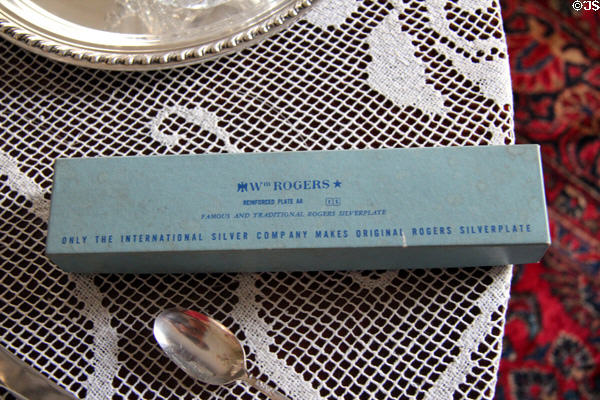 ©JS
Wm ROGERS ★
REINFORCED PLATE AA IS
FAMOUS AND TRADITIONAL ROGERS SILVERPLATE
ONLY THE INTERNATIONAL SILVER COMPANY MAKES ORIGINAL ROGERS SILVERPLATE